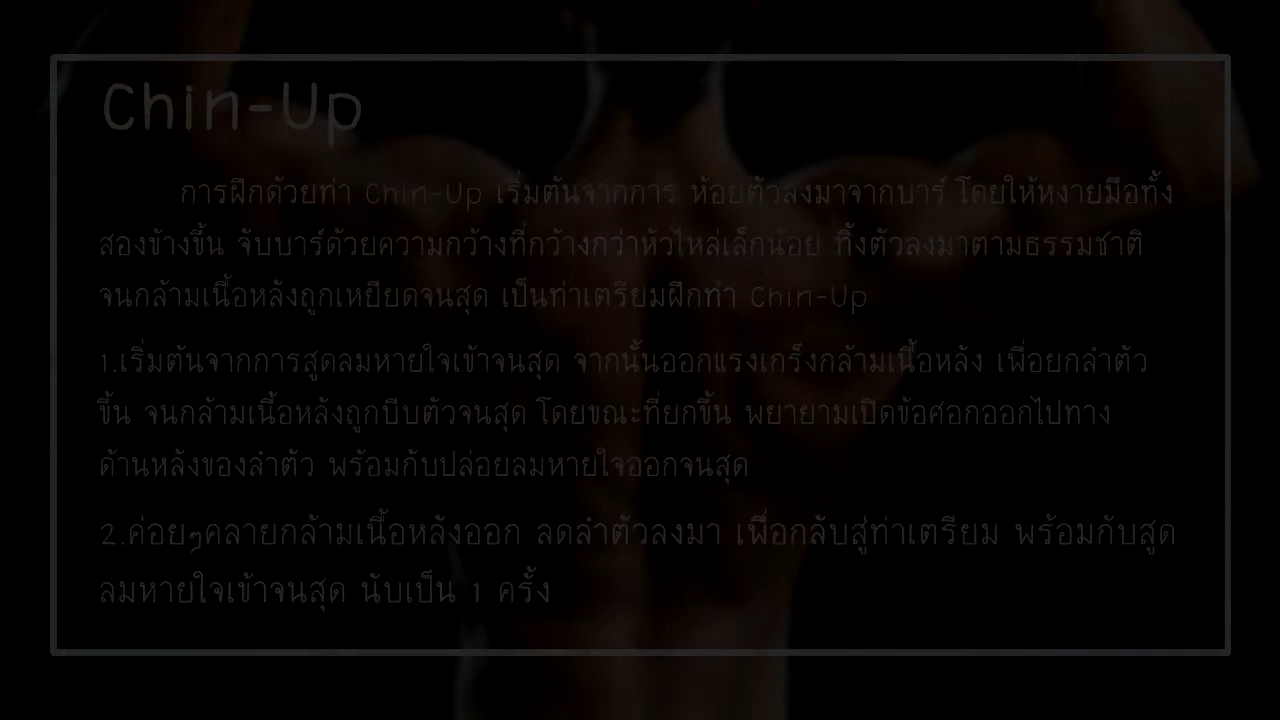 Chin-Up
การฝึกด้วยท่า Chin-Up เริ่มต้นจากการ ห้อยตัวลงมาจากบาร์ โดยให้หงายมือทั้ง
สองข้างขึ้น จับบาร์ด้วยความกว้างที่กว้างกว่าหัวไหล่เล็กน้อย ทิ้งตัวลงมาตามธรรมชาติ
จนกล้ามเนื้อหลังถูกเหยียดจนสุด เป็นท่าเตรียมฝึกท่า Chin-Up
1.เริ่มต้นจากการสูดลมหายใจเข้าจนสุด จากนั้นออกแรงเกร็งกล้ามเนื้อหลัง เพื่อยกลำตัว
ขึ้น จนกล้ามเนื้อหลังถูกบีบตัวจนสุด โดยขณะที่ยกขึ้น พยายามเปิดข้อศอกออกไปทาง
ด้านหลังของลำตัว พร้อมกับปล่อยลมหายใจออกจนสุด
2.ค่อยๆคลายกล้ามเนื้อหลังออก ลดลำตัวลงมา เพื่อกลับสู่ท่าเตรียม พร้อมกับสูด
ลมหายใจเข้าจนสุด นับเป็น 1 ครั้ง